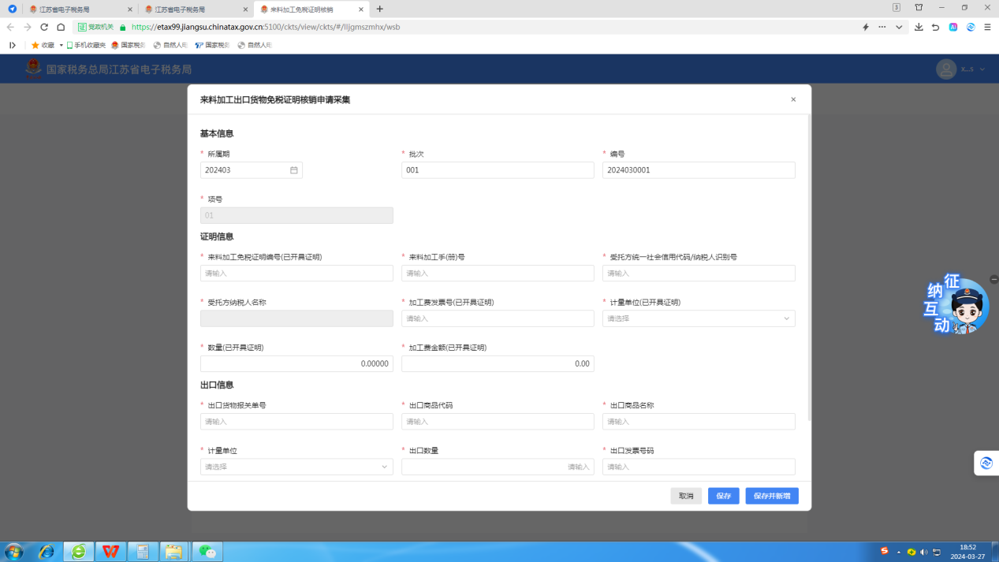 江苏省电子税务局
江苏省电子税务局
来料加工免税证明核销
3
党政机关
https://etax99.jiangsu.chinatax.gov.cn:5100/ckts/view/ckts/#/lljgmszmhx/wsb
收藏
手机收藏夹
国家税务
自然人电
国家税务
自然人电
国家税务总局江苏省电子税务局
来料加工出口货物免税证明核销申请采集
基本信息
* 所属期
* 批次
* 编号
202403
001
2024030001
* 项号
01
证明信息
* 来料加工免税证明编号(已开具证明)
* 来料加工手(册)号
* 受托方统一社会信用代码/纳税人识别号
请输入
请输入
请输入
* 受托方纳税人名称
* 加工费发票号(已开具证明)
* 计量单位(已开具证明)
请输入
请选择
* 数量(已开具证明)
* 加工费金额(已开具证明)
0.00000
0.00
出口信息
* 出口货物报关单号
* 出口商品代码
* 出口商品名称
请输入
请输入
请输入
* 计量单位
* 出口数量
* 出口发票号码
请选择
请输入
请输入
取消
保存
保存并新增
征纳互动
18:52
2024-03-27